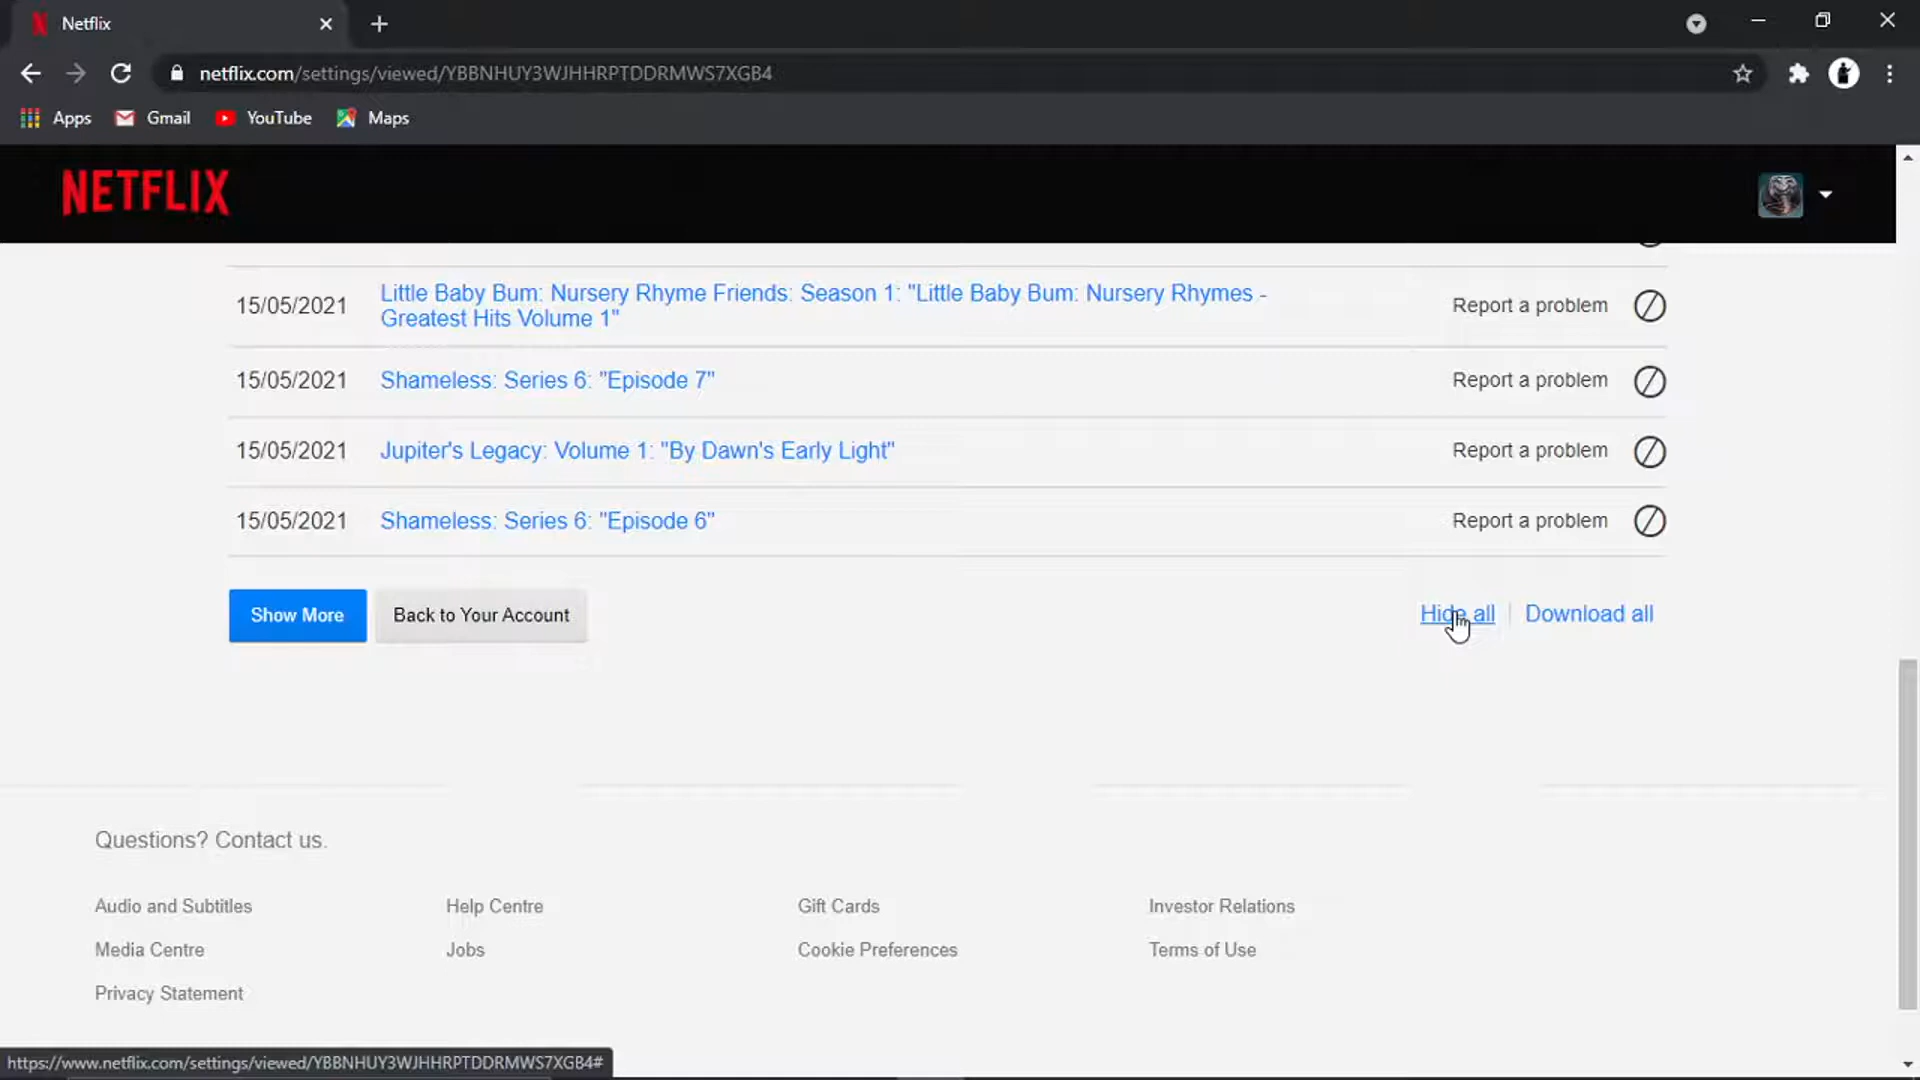 Netflix
netflix.com/settings/viewed/YBBNHUY3WJHHRPTDDRMWS7XGB4
Apps Gmail YouTube Maps
NETFLIX
15/05/2021 Little Baby Bum: Nursery Rhyme Friends: Season 1: "Little Baby Bum: Nursery Rhymes - Report a problem
Greatest Hits Volume 1"
15/05/2021 Shameless: Series 6: "Episode 7" Report a problem
15/05/2021 Jupiter's Legacy: Volume 1: "By Dawn's Early Light" Report a problem
15/05/2021 Shameless: Series 6: "Episode 6" Report a problem
Show More Back to Your Account Hide all Download all
Questions? Contact us.
Audio and Subtitles Help Centre Gift Cards Investor Relations
Media Centre Jobs Cookie Preferences Terms of Use
Privacy Statement
https://www.netflix.com/settings/viewed/YBBNHUY3WJHHRPTDDRMWS7XGB4#